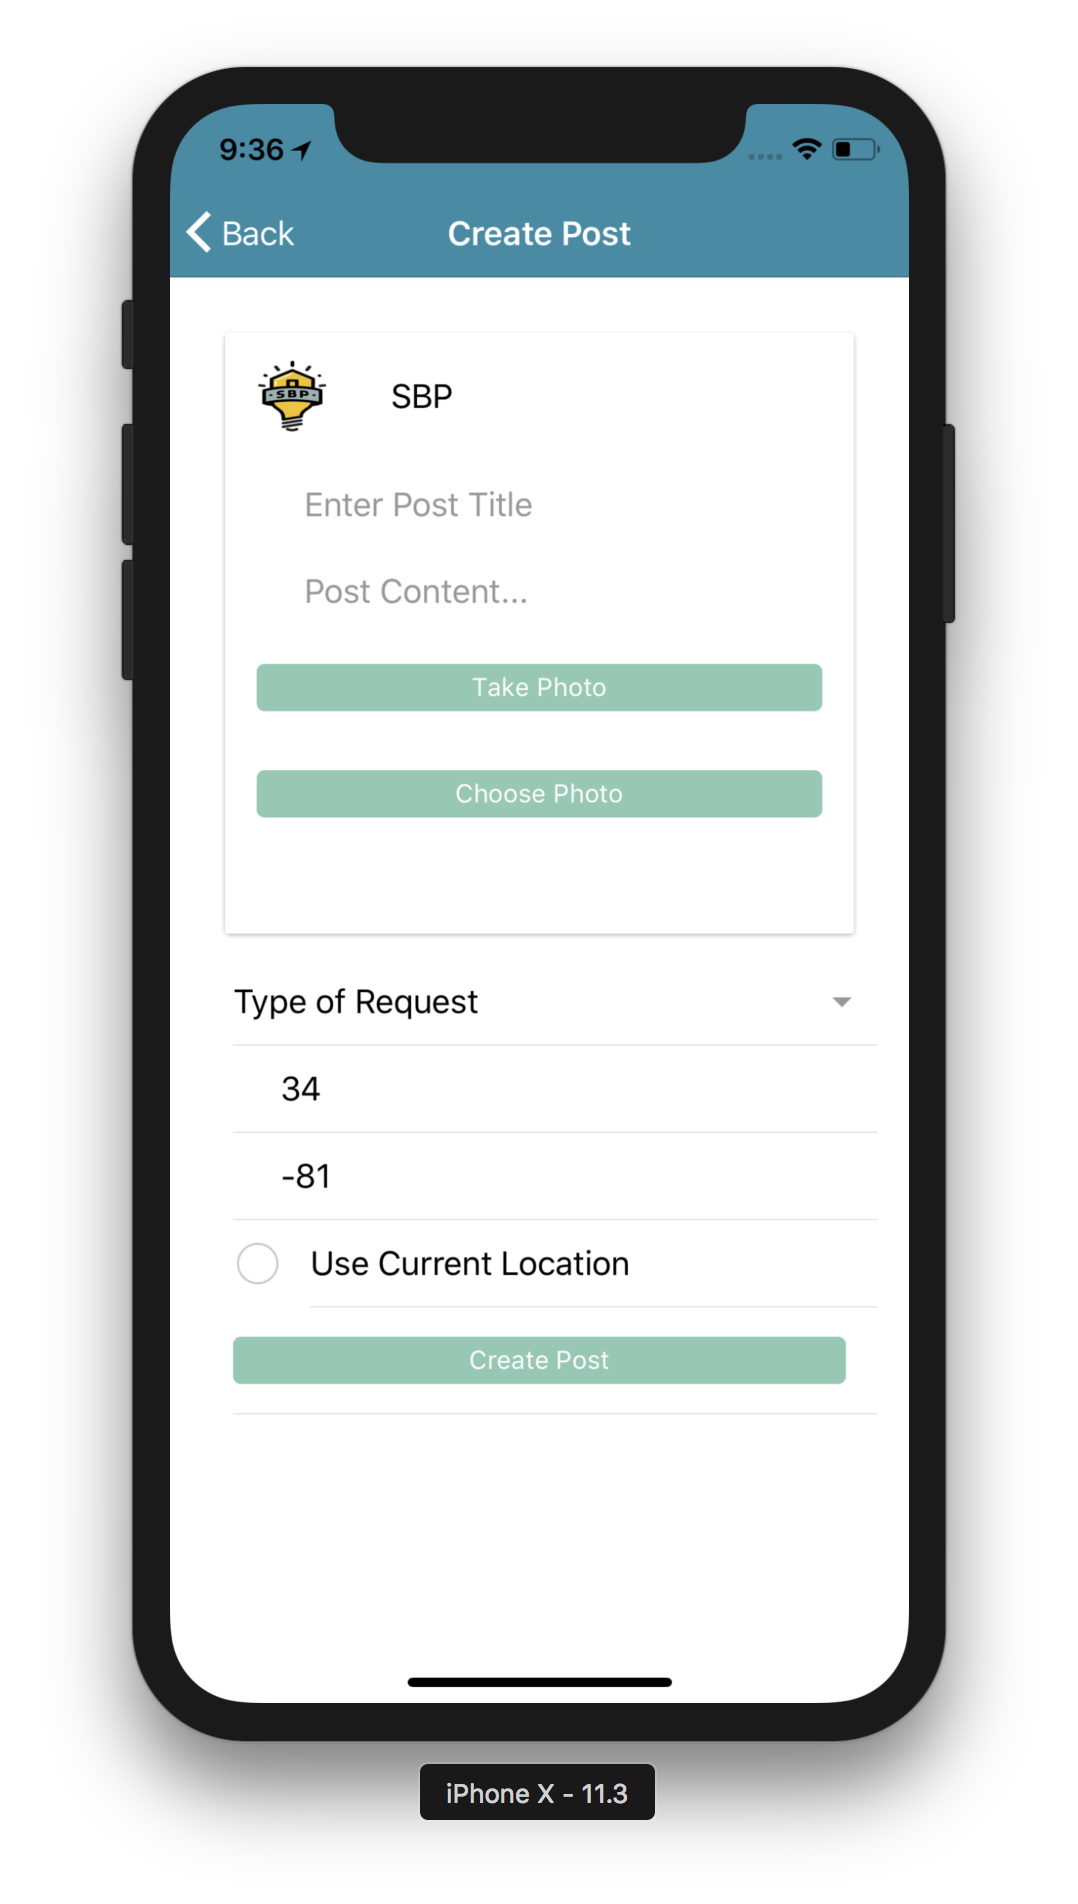 9:36
Back
Create Post
SBP
SBP
Enter Post Title
Post Content...
Take Photo
Choose Photo
Type of Request
34
-81
Use Current Location
Create Post
iPhone X - 11.3